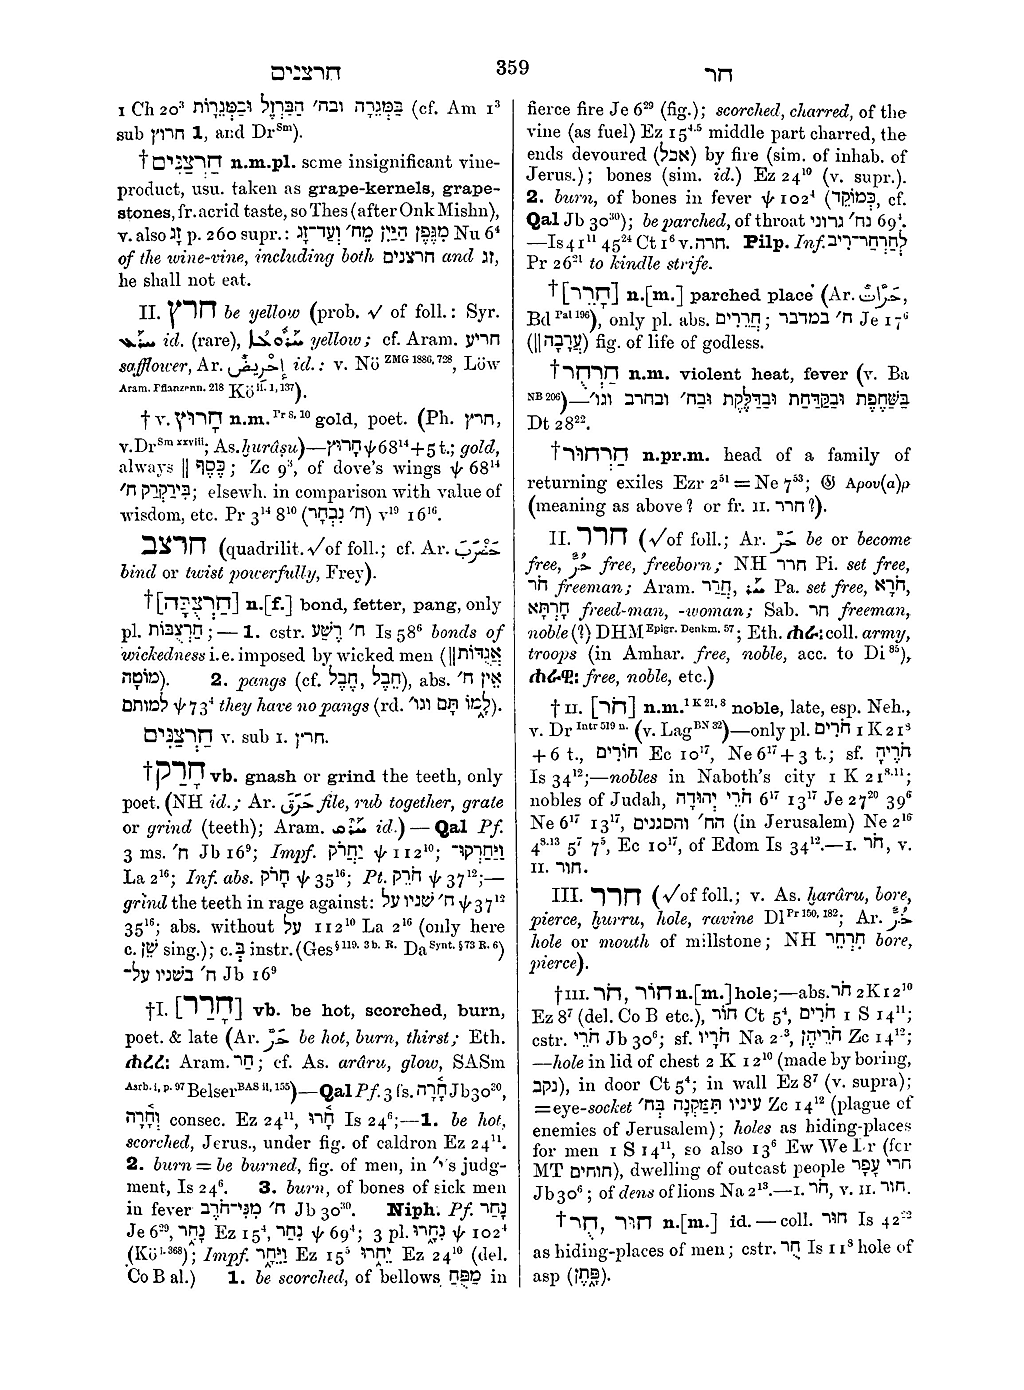 חרצנים
359
חר
1 Ch 20³ בַּמְּגֵרָה ובח׳ הַבַּרְזֶל וּבַמְּגֵרוֹת (cf. Am 1³
sub חרוץ 1, and Dr^Sm).
†חַרְצַנִּים n.m.pl. some insignificant vine-
product, usu. taken as grape-kernels, grape-
stones, fr. acrid taste, so Thes (after Onk Mishn),
v. also זָג p. 260 supr.: מִגֶּפֶן הַיַּיִן מֵח׳ וְעַד־זָג Nu 6⁴
of the wine-vine, including both חרצנים and זג,
he shall not eat.
II. חרץ be yellow (prob. √ of foll.: Syr.
id. (rare), yellow; cf. Aram. חריע
safflower, Ar. إِحْرِيض id.: v. Nö ZMG 1886, 728, Löw
Aram. Pflanzenn. 218 Kö ii. 1, 137).
†v. חָרוּץ n.m. Pr 8, 10 gold, poet. (Ph. חרץ,
v. Dr Sm xxviii; As. ḫurâṣu)—חָרוּץ ψ 68¹⁴ + 5 t.; gold,
always || כֶּסֶף; Zc 9³, of dove's wings ψ 68¹⁴
בִּירַקְרַק ח׳; elsewh. in comparison with value of
wisdom, etc. Pr 3¹⁴ 8¹⁰ (ח׳ נִבְחָר) v¹⁹ 16¹⁶.
חרצב (quadrilit. √ of foll.; cf. Ar. حَضْرَبَ
bind or twist powerfully, Frey).
†[חַרְצֻבָּה] n.[f.] bond, fetter, pang, only
pl. חַרְצֻבּוֹת;— 1. cstr. ח׳ רֶשַׁע Is 58⁶ bonds of
wickedness i.e. imposed by wicked men (||אֲגֻדּוֹת
מוֹטָה). 2. pangs (cf. חֵבֶל, חֶבֶל), abs. אֵין ח׳
למותם ψ 73⁴ they have no pangs (rd. לָמוֹ תָּם וגו׳).
חַרְצַנִּים v. sub I. חרץ.
†חָרַק vb. gnash or grind the teeth, only
poet. (NH id.; Ar. حَرَقَ file, rub together, grate
or grind (teeth); Aram. id.)— Qal Pf.
3 ms. ח׳ Jb 16⁹; Impf. יַחֲרֹק ψ 112¹⁰; וַיַּחַרְקוּ־
La 2¹⁶; Inf. abs. חָרֹק ψ 35¹⁶; Pt. חֹרֵק ψ 37¹²;—
grind the teeth in rage against: ח׳ שׁניו על ψ 37¹²
35¹⁶; abs. without על 112¹⁰ La 2¹⁶ (only here
c. שֵׁן sing.); c. בְּ instr. (Ges § 119. 3 b. R. Da Synt. § 73 R. 6)
ח׳ בשׁניו על־ Jb 16⁹
†I. [חָרַר] vb. be hot, scorched, burn,
poet. & late (Ar. حَرَّ be hot, burn, thirst; Eth.
ሐረረ: Aram. חֲרַר; cf. As. arâru, glow, SASm
Asrb. i, p. 97 Belser BAS ii, 155)—Qal Pf. 3 fs. חָרָה Jb 30³⁰,
וְחָרָה consec. Ez 24¹¹, חָרוּ Is 24⁶;—1. be hot,
scorched, Jerus., under fig. of caldron Ez 24¹¹.
2. burn = be burned, fig. of men, in י׳'s judg-
ment, Is 24⁶. 3. burn, of bones of sick men
in fever ח׳ מִנִּי־חֹרֶב Jb 30³⁰. Niph. Pf. נָחַר
Je 6²⁹, נָחָר Ez 15⁴, נִחַר ψ 69⁴; 3 pl. נִחָרוּ ψ 102⁴
(Kö i. 368); Impf. וַיֵּחָר Ez 15⁵ יֵחָרוּ Ez 24¹⁰ (del.
Co B al.) 1. be scorched, of bellows מַפֻּחַ in
fierce fire Je 6²⁹ (fig.); scorched, charred, of the
vine (as fuel) Ez 15⁴·⁵ middle part charred, the
ends devoured (אכל) by fire (sim. of inhab. of
Jerus.); bones (sim. id.) Ez 24¹⁰ (v. supr.).
2. burn, of bones in fever ψ 102⁴ (כְּמוֹקֵד, cf.
Qal Jb 30³⁰); be parched, of throat נח׳ גרוני 69⁴.
—Is 41¹¹ 45²⁴ Ct 1⁶ v. חרה. Pilp. Inf. לְחַרְחַר־רִיב
Pr 26²¹ to kindle strife.
†[חָרֵר] n.[m.] parched place (Ar. حَرَّات,
Bd Pal 196), only pl. abs. חֲרֵרִים; ח׳ במדבר Je 17⁶
(||עֲרָבָה) fig. of life of godless.
†חַרְחֻר n.m. violent heat, fever (v. Ba
NB 206)—בַּשַּׁחֶפֶת וּבַקַּדַּחַת וּבַדַּלֶּקֶת וּבַח׳ ובחרב וגו׳
Dt 28²².
†חַרְחוּר n.pr.m. head of a family of
returning exiles Ezr 2⁵¹ = Ne 7⁵³; 𝔊 Αρου(α)ρ
(meaning as above? or fr. II. חרר?).
II. חרר (√ of foll.; Ar. حَرَّ be or become
free, حُرٌّ free, freeborn; NH חרר Pi. set free,
חֹר freeman; Aram. חֲרַר, Pa. set free, חֹרָא,
חָרְתָּא freed-man, -woman; Sab. חר freeman,
noble (?) DHM Epigr. Denkm. 57; Eth. ሐራ: coll. army,
troops (in Amhar. free, noble, acc. to Di 85),
ሐራዊ: free, noble, etc.)
†II. [חֹר] n.m. 1 K 21, 8 noble, late, esp. Neh.,
v. Dr Intr 519 n. (v. Lag BN 32)—only pl. חֹרִים 1 K 21⁸
+ 6 t., חוֹרִים Ec 10¹⁷, Ne 6¹⁷ + 3 t.; sf. חֹרֶיהָ
Is 34¹²;—nobles in Naboth's city 1 K 21⁸·¹¹;
nobles of Judah, חֹרֵי יְהוּדָה 6¹⁷ 13¹⁷ Je 27²⁰ 39⁶
Ne 6¹⁷ 13¹⁷, הח׳ והסגנים (in Jerusalem) Ne 2¹⁶
4⁸·¹³ 5⁷ 7⁵, Ec 10¹⁷, of Edom Is 34¹².—I. חֹר, v.
II. חור.
III. חרר (√ of foll.; v. As. ḫarâru, bore,
pierce, ḫurru, hole, ravine Dl Pr 150, 182; Ar. خُرٌّ
hole or mouth of millstone; NH חִרְחֵר bore,
pierce).
†III. חֹר, חוֹר n.[m.] hole;—abs. חֹר 2 K 12¹⁰
Ez 8⁷ (del. Co B etc.), חוֹר Ct 5⁴, חֹרִים 1 S 14¹¹;
cstr. חֹרֵי Jb 30⁶; sf. חֹרָיו Na 2¹³, חֹרֵיהֶן Zc 14¹²;
—hole in lid of chest 2 K 12¹⁰ (made by boring,
נקב), in door Ct 5⁴; in wall Ez 8⁷ (v. supra);
= eye-socket עיניו תִּמַּקְנָה בְּח׳ Zc 14¹² (plague of
enemies of Jerusalem); holes as hiding-places
for men 1 S 14¹¹, so also 13⁶ Ew We Dr (for
MT חוחים), dwelling of outcast people חרי עָפָר
Jb 30⁶; of dens of lions Na 2¹³.—I. חֹר, v. II. חור.
†חוּר, חֻר n.[m.] id.—coll. חור Is 42²²
as hiding-places of men; cstr. חֻר Is 11⁸ hole of
asp (פֶּתֶן).